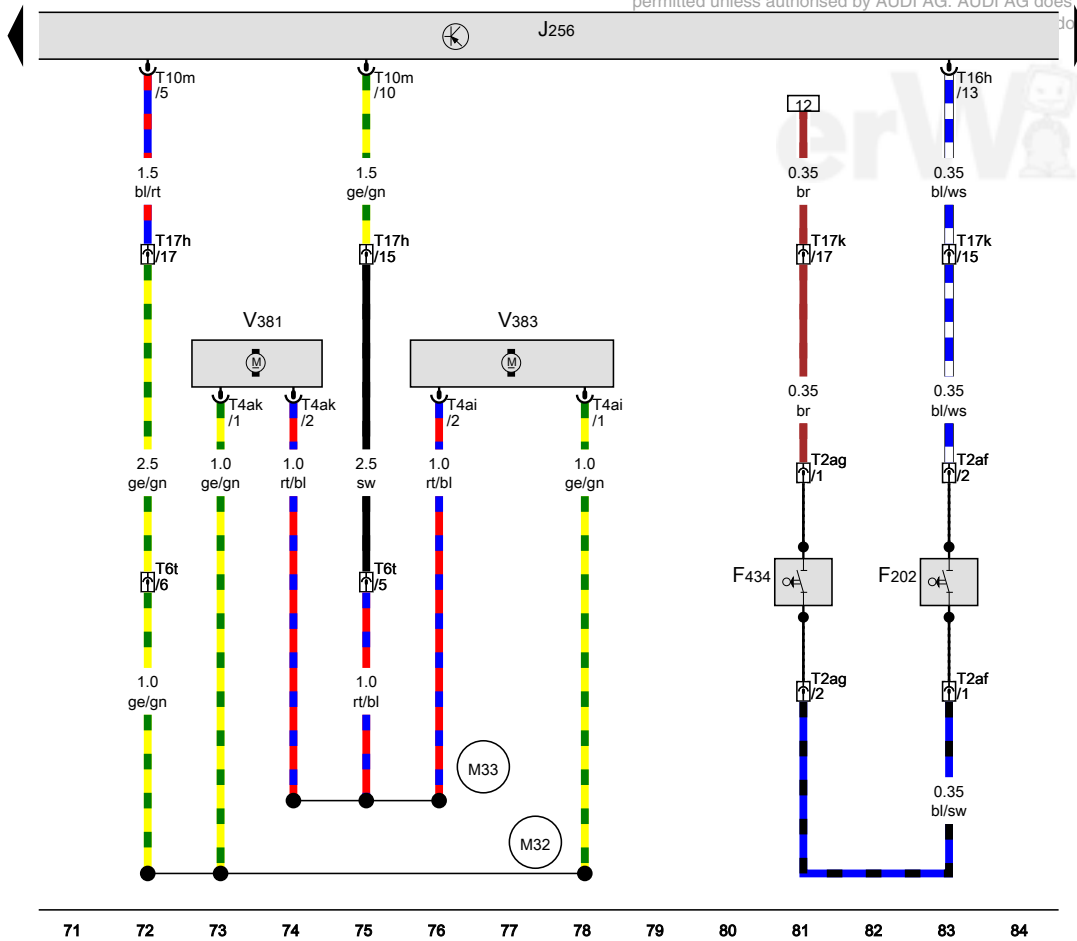 permitted unless authorised by AUDI AG. AUDI AG does
do
J256
T10m
/5
T10m
/10
T16h
/13
12
erW
1.5
bl/rt
1.5
ge/gn
0.35
br
0.35
bl/ws
T17h
/17
T17h
/15
T17k
/17
T17k
/15
V381
V383
M
M
T4ak
/1
T4ak
/2
T4ai
/2
T4ai
/1
0.35
br
0.35
bl/ws
2.5
ge/gn
1.0
ge/gn
1.0
rt/bl
2.5
sw
1.0
rt/bl
1.0
ge/gn
T2ag
/1
T2af
/2
T6t
/6
T6t
/5
F434
F202
1.0
ge/gn
1.0
rt/bl
T2ag
/2
T2af
/1
M33
M32
0.35
bl/sw
71 72 73 74 75 76 77 78 79 80 81 82 83 84